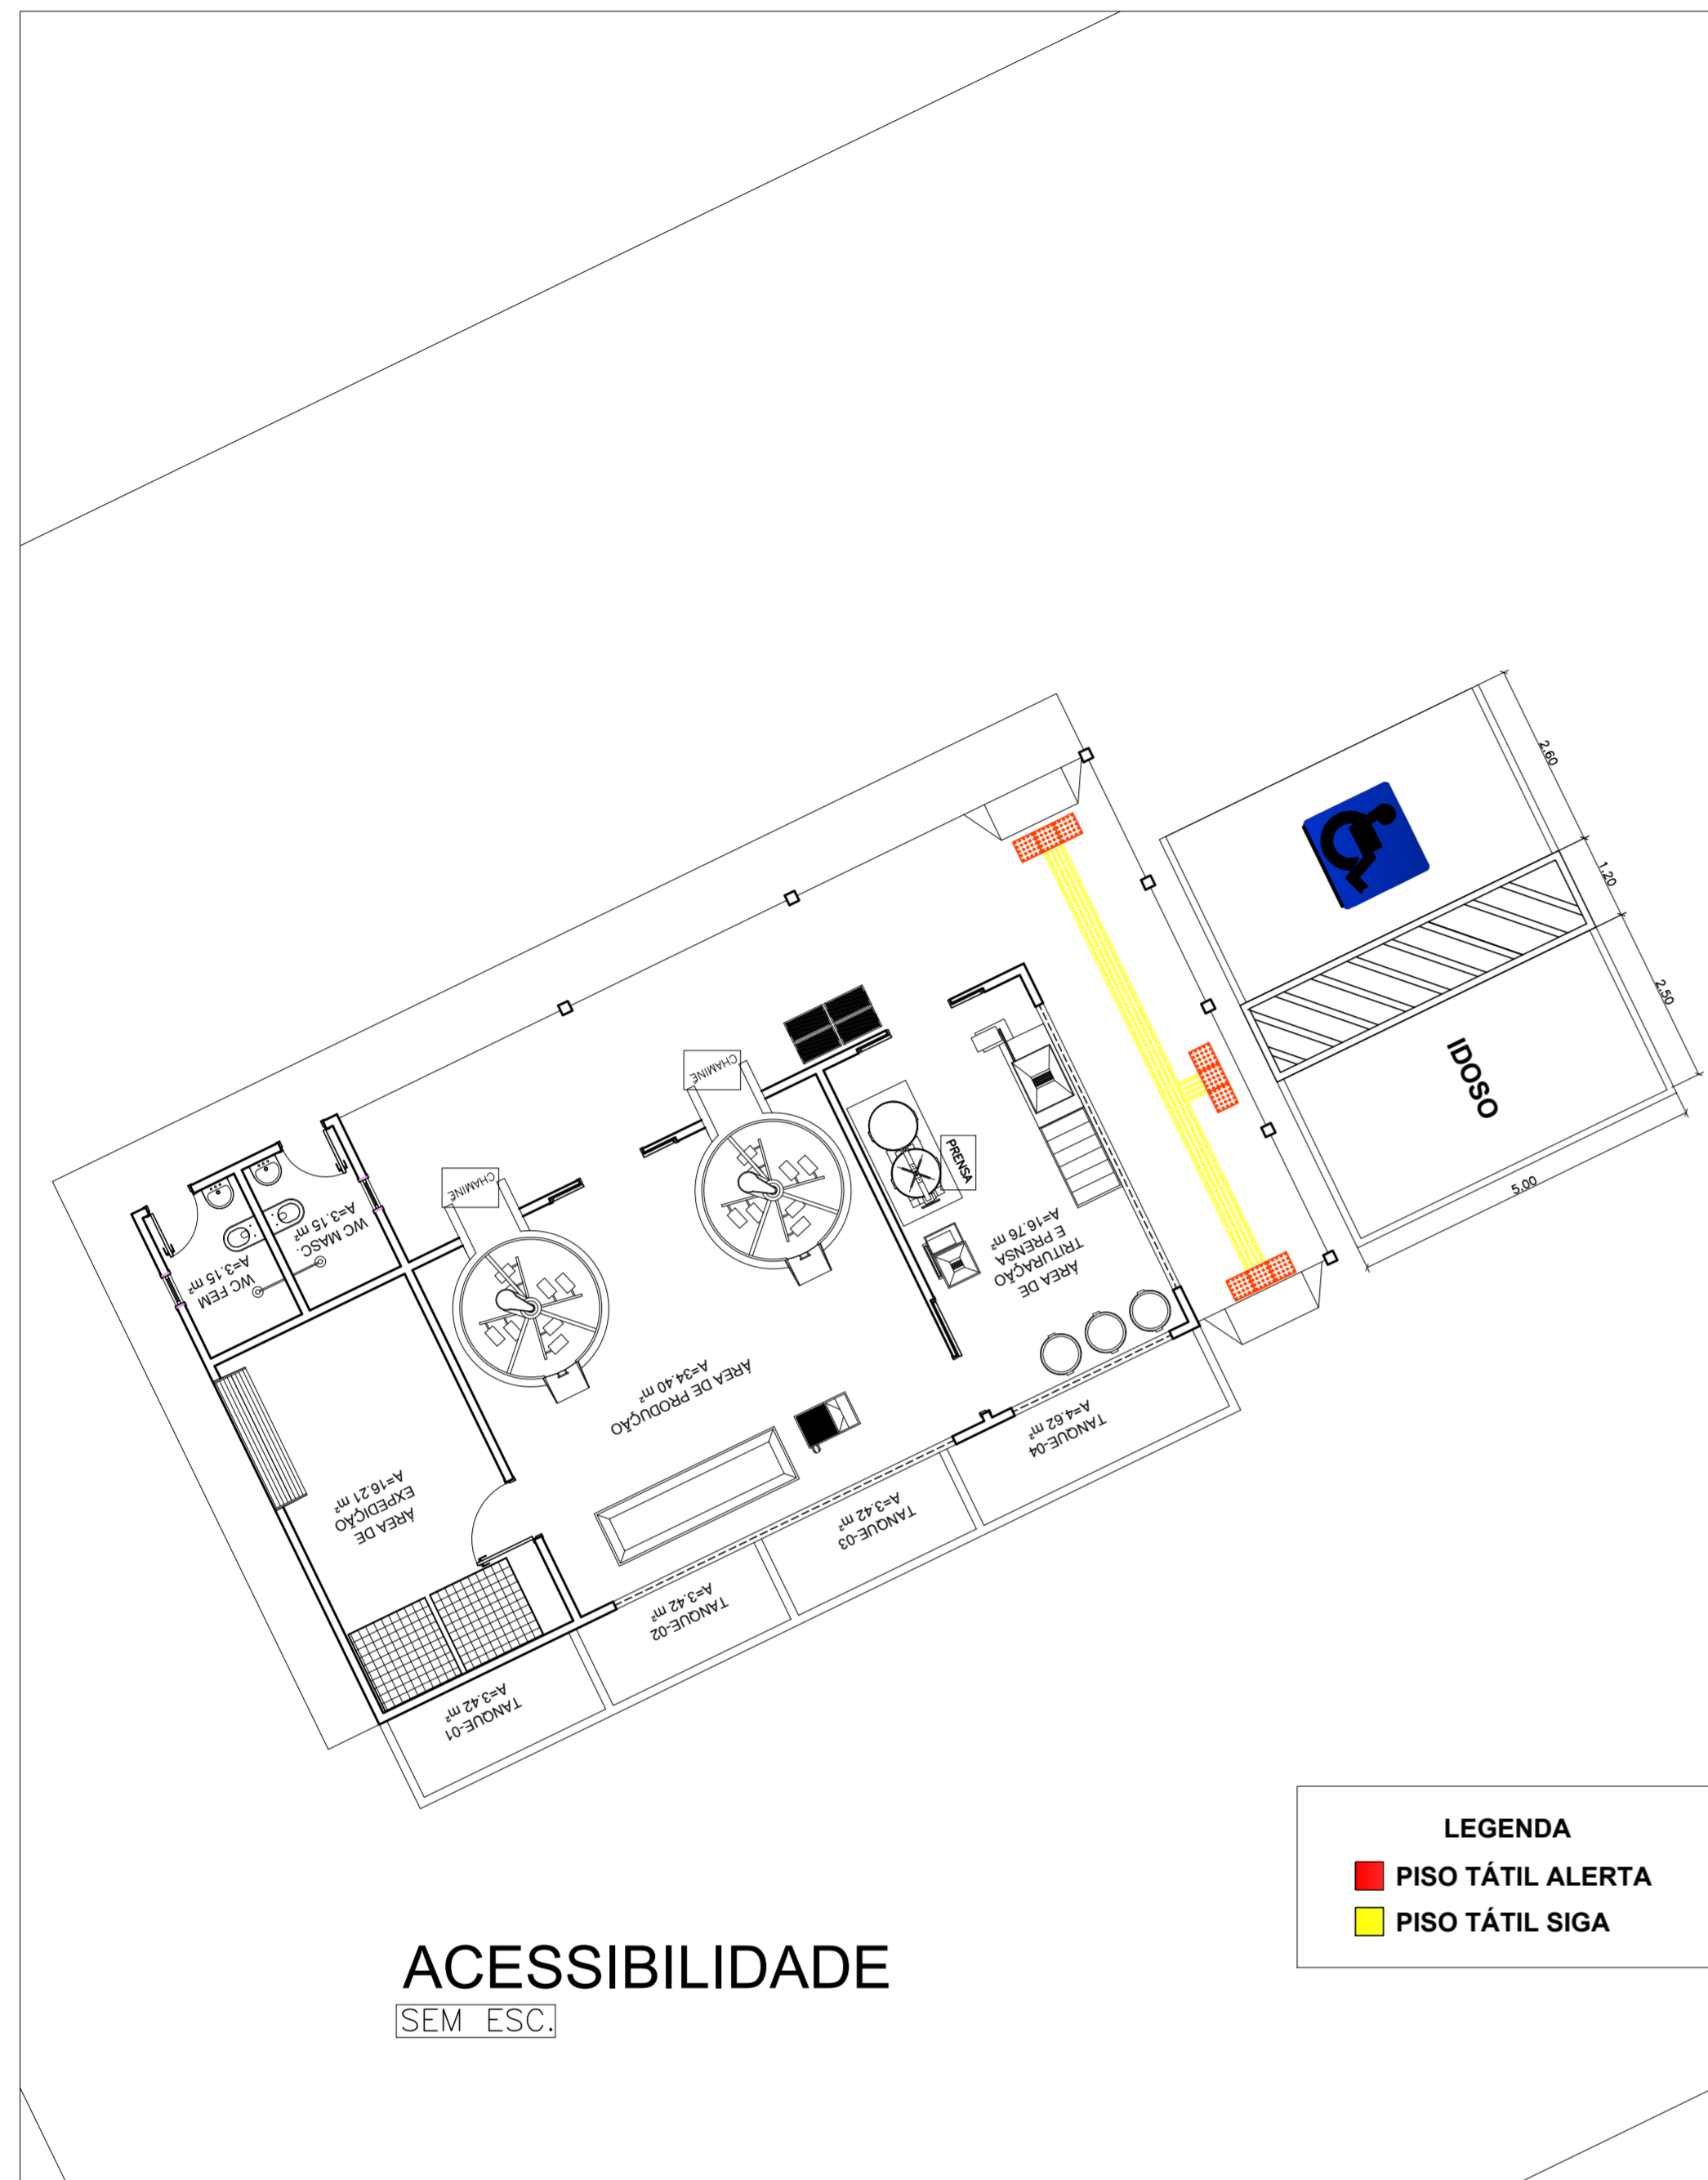 2.60
1.20
2.50
5.00
IDOSO
CHAMINÉ
CHAMINÉ
PRENSA
WC MASC.
A=3.15 m²
WC FEM
A=3.15 m²
ÁREA DE
TRITURAÇÃO
E PRENSA
A=16.76 m²
ÁREA DE PRODUÇÃO
A=34.40 m²
ÁREA DE
EXPEDIÇÃO
A=16.21 m²
TANQUE-04
A=4.62 m²
TANQUE-03
A=3.42 m²
TANQUE-02
A=3.42 m²
TANQUE-01
A=3.42 m²
LEGENDA
PISO TÁTIL ALERTA
PISO TÁTIL SIGA
ACESSIBILIDADE
SEM ESC.